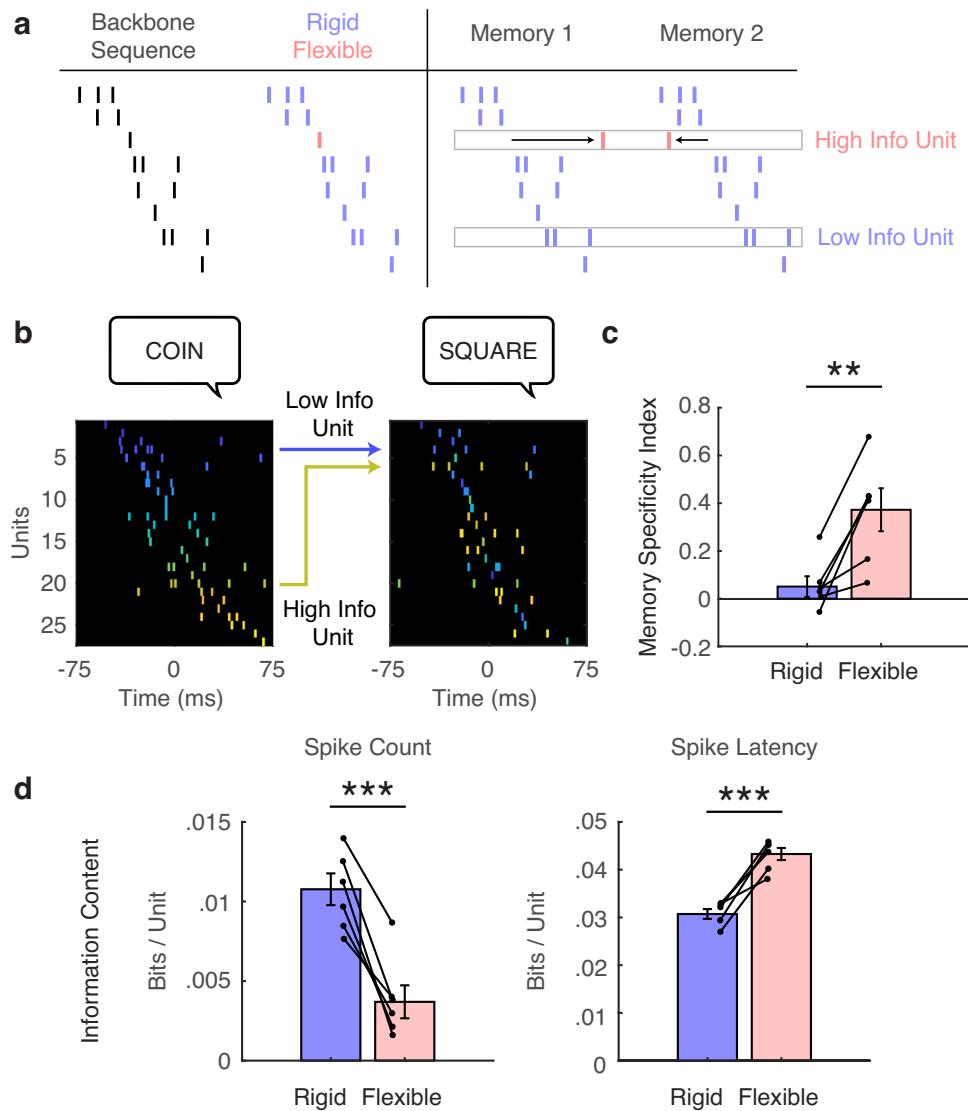 a
Backbone
Sequence
Rigid
Flexible
Memory 1
Memory 2
High Info Unit
Low Info Unit
b
COIN
SQUARE
Low Info
Unit
High Info
Unit
Units
5
10
15
20
25
-75
0
75
Time (ms)
-75
0
75
Time (ms)
c
**
Memory Specificity Index
0.8
0.6
0.4
0.2
0
-0.2
Rigid
Flexible
d
Information Content
Spike Count
***
Bits / Unit
.015
.01
.005
0
Rigid
Flexible
Spike Latency
***
Bits / Unit
.05
.04
.03
.02
.01
0
Rigid
Flexible